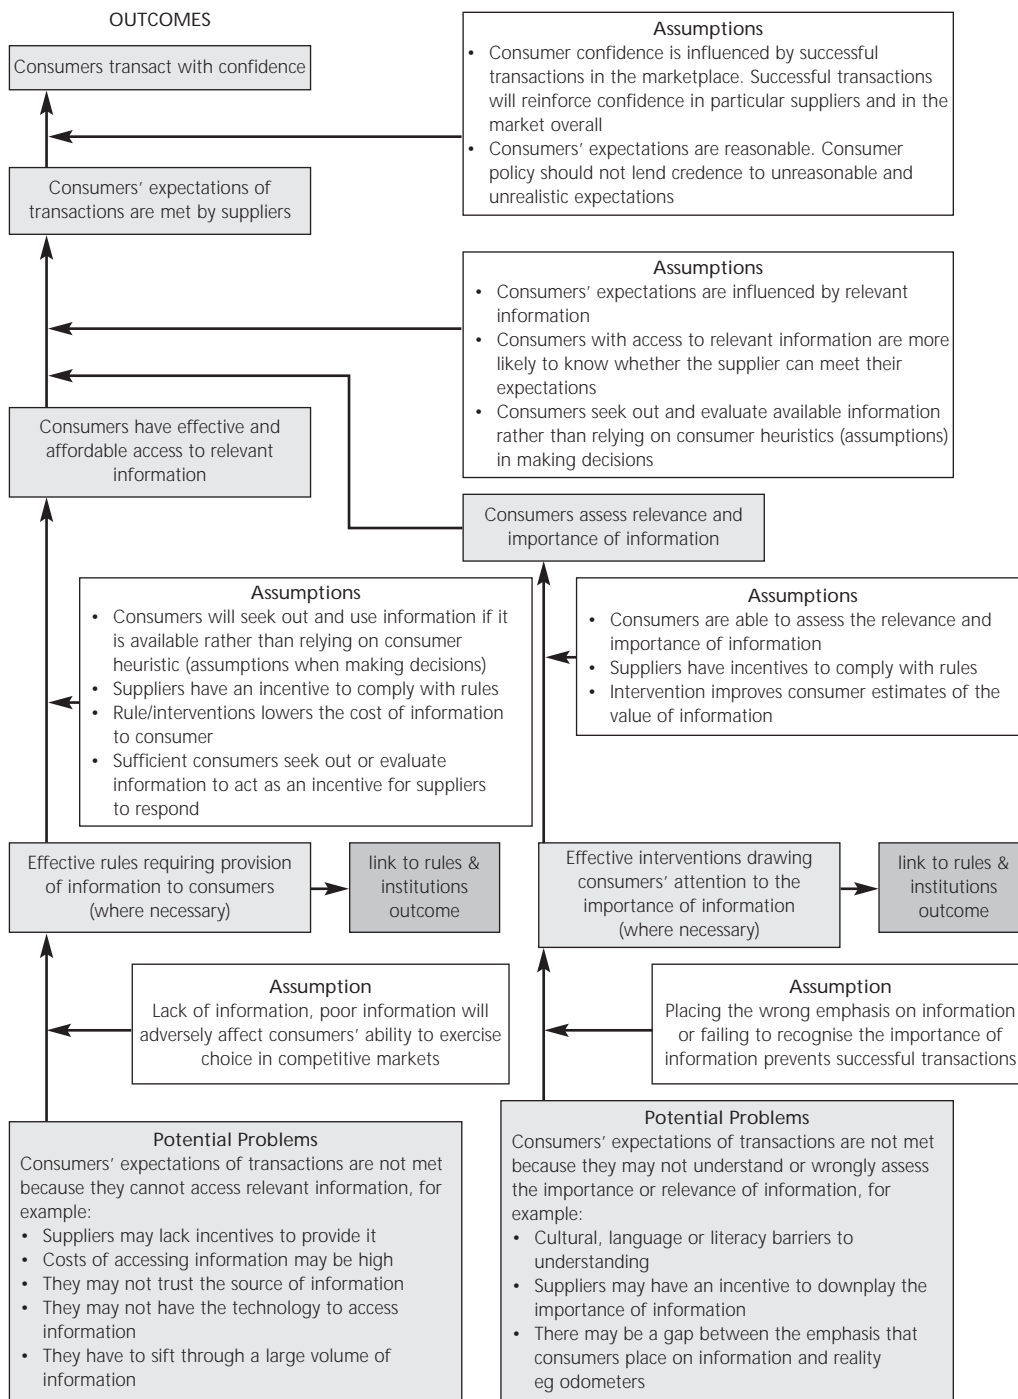 OUTCOMES
Consumers transact with confidence
Assumptions
• Consumer confidence is influenced by successful
transactions in the marketplace. Successful transactions
will reinforce confidence in particular suppliers and in the
market overall
• Consumers' expectations are reasonable. Consumer
policy should not lend credence to unreasonable and
unrealistic expectations
Consumers' expectations of
transactions are met by suppliers
Assumptions
• Consumers' expectations are influenced by relevant
information
• Consumers with access to relevant information are more
likely to know whether the supplier can meet their
expectations
• Consumers seek out and evaluate available information
rather than relying on consumer heuristics (assumptions)
in making decisions
Consumers have effective and
affordable access to relevant
information
Consumers assess relevance and
importance of information
Assumptions
• Consumers will seek out and use information if it
is available rather than relying on consumer
heuristic (assumptions when making decisions)
• Suppliers have an incentive to comply with rules
• Rule/interventions lowers the cost of information
to consumer
• Sufficient consumers seek out or evaluate
information to act as an incentive for suppliers
to respond
Assumptions
• Consumers are able to assess the relevance and
importance of information
• Suppliers have incentives to comply with rules
• Intervention improves consumer estimates of the
value of information
Effective rules requiring provision
of information to consumers
(where necessary)
link to rules &
institutions
outcome
Effective interventions drawing
consumers' attention to the
importance of information
(where necessary)
link to rules &
institutions
outcome
Assumption
Lack of information, poor information will
adversely affect consumers' ability to exercise
choice in competitive markets
Assumption
Placing the wrong emphasis on information
or failing to recognise the importance of
information prevents successful transactions
Potential Problems
Consumers' expectations of transactions are not met
because they cannot access relevant information, for
example:
• Suppliers may lack incentives to provide it
• Costs of accessing information may be high
• They may not trust the source of information
• They may not have the technology to access
information
• They have to sift through a large volume of
information
Potential Problems
Consumers' expectations of transactions are not met
because they may not understand or wrongly assess
the importance or relevance of information, for
example:
• Cultural, language or literacy barriers to
understanding
• Suppliers may have an incentive to downplay the
importance of information
• There may be a gap between the emphasis that
consumers place on information and reality
eg odometers